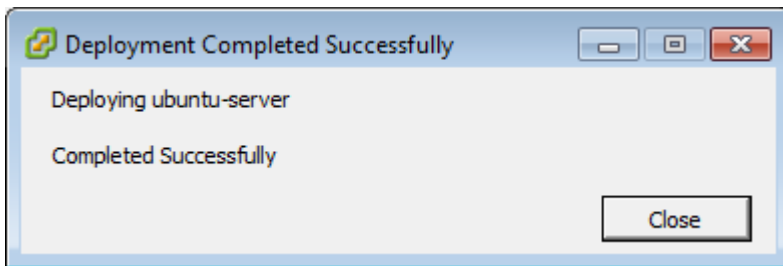 Deployment Completed Successfully
Deploying ubuntu-server
Completed Successfully
Close